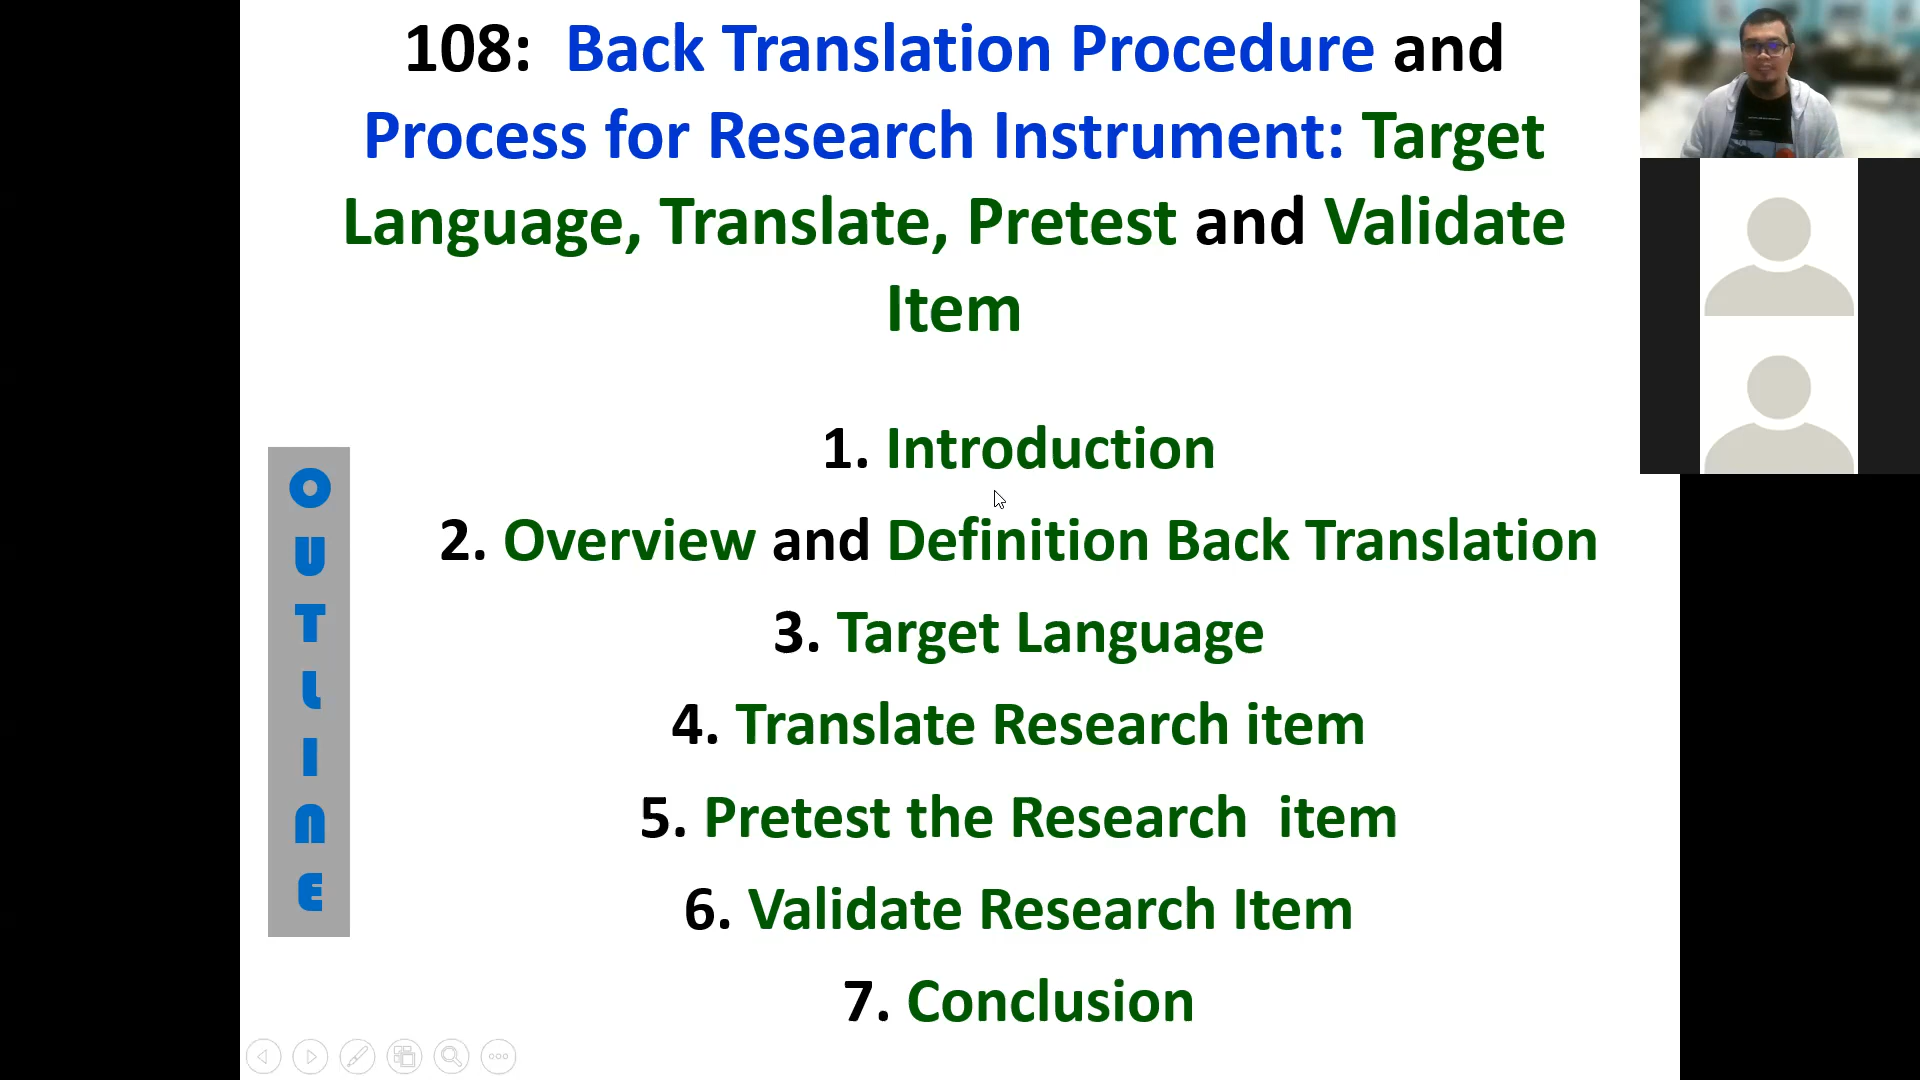 108: Back Translation Procedure and
Process for Research Instrument: Target
Language, Translate, Pretest and Validate
Item
OUTLINE
1. Introduction
2. Overview and Definition Back Translation
3. Target Language
4. Translate Research item
5. Pretest the Research item
6. Validate Research Item
7. Conclusion